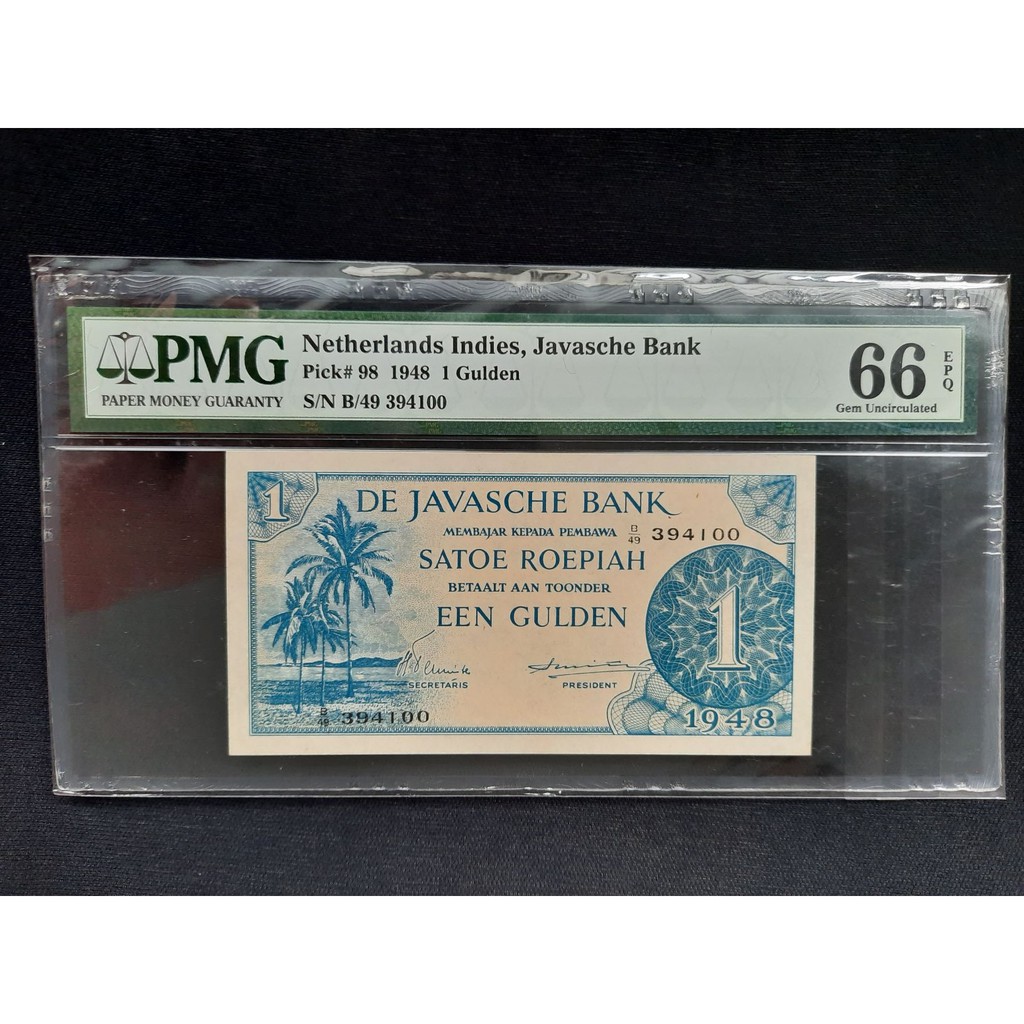 PMG
PAPER MONEY GUARANTY
Netherlands Indies, Javasche Bank
Pick# 98 1948 1 Gulden
S/N B/49 394100
66 EPQ
Gem Uncirculated
1
DE JAVASCHE BANK
MEMBAJAR KEPADA PEMBAWA
B/49 394100
SATOE ROEPIAH
BETAALT AAN TOONDER
EEN GULDEN
1
SECRETARIS
PRESIDENT
B/49 394100
1948